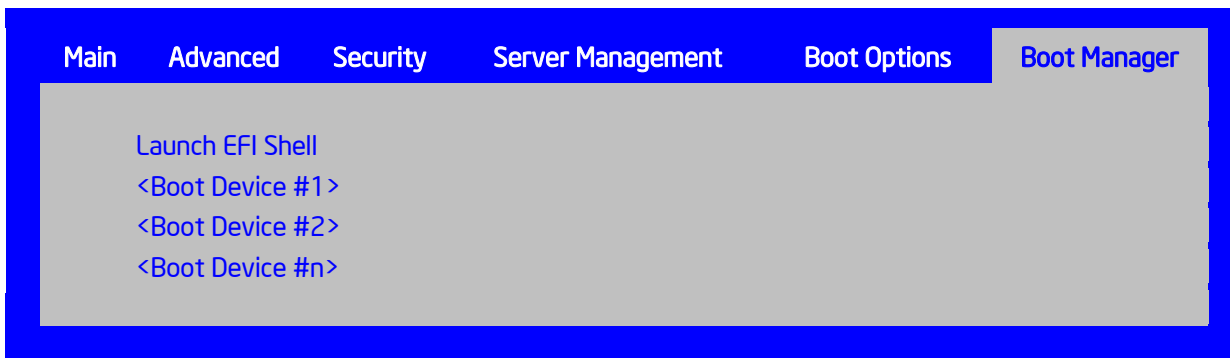 Main Advanced Security Server Management Boot Options Boot Manager
Launch EFI Shell
<Boot Device #1>
<Boot Device #2>
<Boot Device #n>